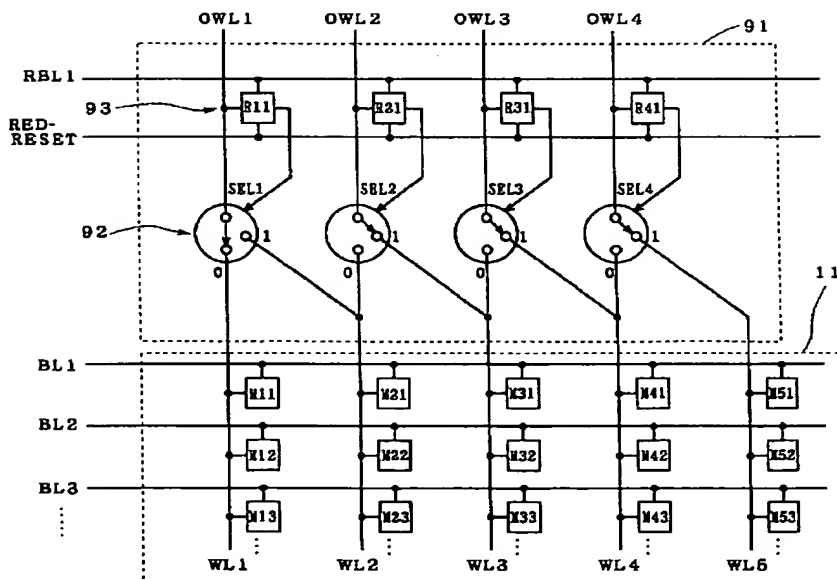 OWL1 OWL2 OWL3 OWL4 91
RBL1
R11 R21 R31 R41
93
RED-
RESET
SEL1 SEL2 SEL3 SEL4
92 1 1 1 1
0 0 0 0
11
BL1
M11 M21 M31 M41 M51
BL2
M12 M22 M32 M42 M52
BL3
M13 M23 M33 M43 M53
WL1 WL2 WL3 WL4 WL5